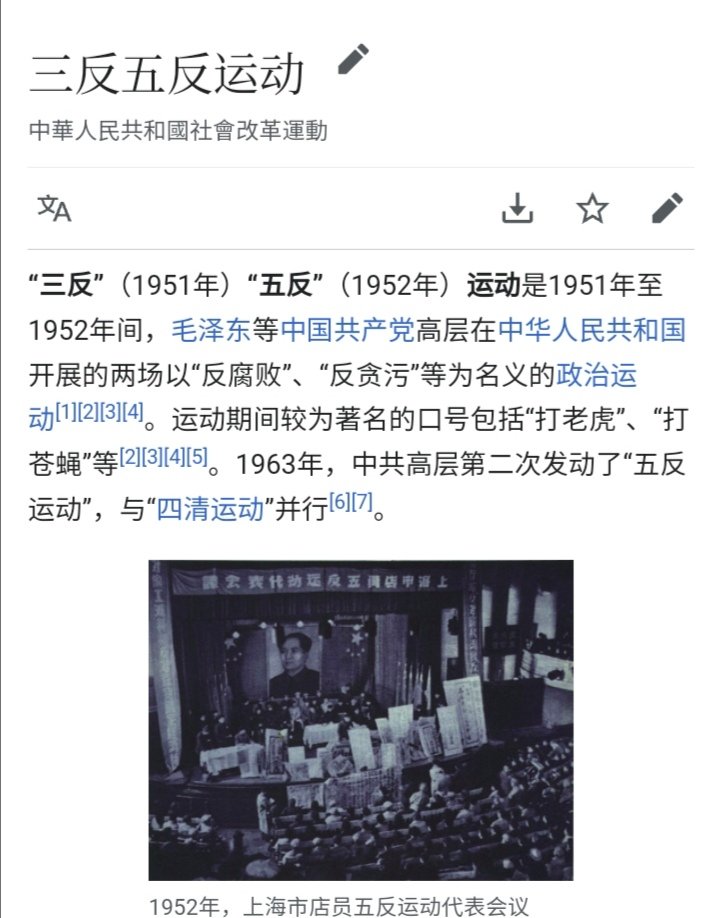 三反五反运动
中華人民共和國社會改革運動
文A
“三反”（1951年）“五反”（1952年）运动是1951年至
1952年间，毛泽东等中国共产党高层在中华人民共和国
开展的两场以“反腐败”、“反贪污”等为名义的政治运
动[1][2][3][4]。运动期间较为著名的口号包括“打老虎”、“打
苍蝇”等[2][3][4][5]。1963年，中共高层第二次发动了“五反
运动”，与“四清运动”并行[6][7]。
議会表代動运反五員店市海上
1952年，上海市店员五反运动代表会议